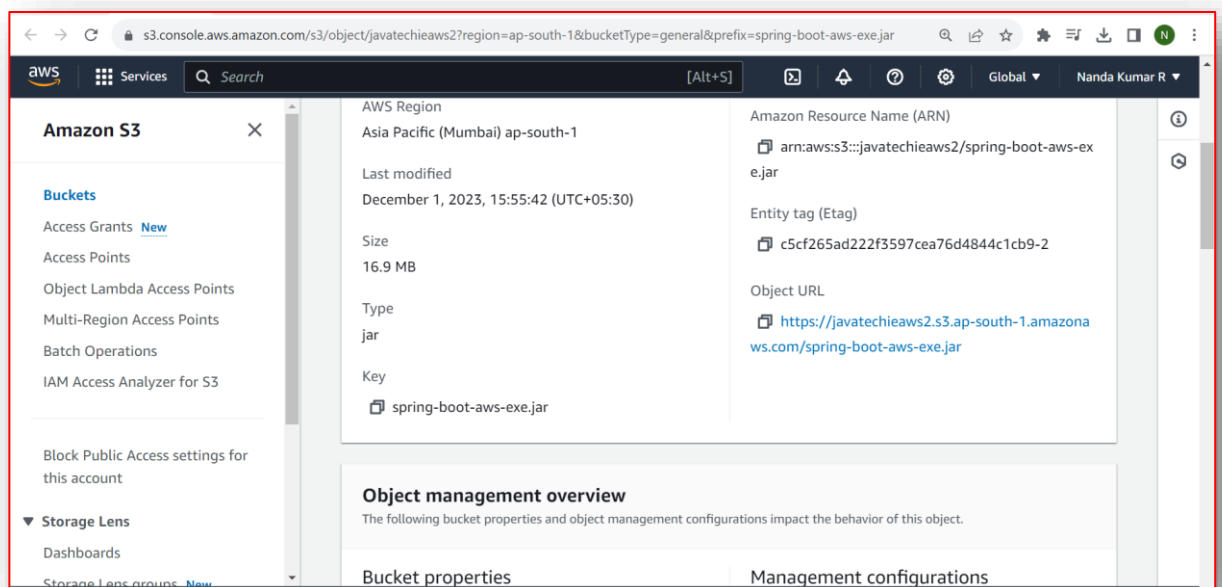 s3.console.aws.amazon.com/s3/object/javatechieaws2?region=ap-south-1&bucketType=general&prefix=spring-boot-aws-exe.jar
N
aws
Services
Search
[Alt+S]
Global ▼
Nanda Kumar R ▼
Amazon S3
Buckets
Access Grants New
Access Points
Object Lambda Access Points
Multi-Region Access Points
Batch Operations
IAM Access Analyzer for S3
Block Public Access settings for
this account
▼ Storage Lens
Dashboards
Storage Lens groups New
AWS Region
Asia Pacific (Mumbai) ap-south-1
Last modified
December 1, 2023, 15:55:42 (UTC+05:30)
Size
16.9 MB
Type
jar
Key
spring-boot-aws-exe.jar
Amazon Resource Name (ARN)
arn:aws:s3:::javatechieaws2/spring-boot-aws-ex
e.jar
Entity tag (Etag)
c5cf265ad222f3597cea76d4844c1cb9-2
Object URL
https://javatechieaws2.s3.ap-south-1.amazona
ws.com/spring-boot-aws-exe.jar
Object management overview
The following bucket properties and object management configurations impact the behavior of this object.
Bucket properties
Management configurations